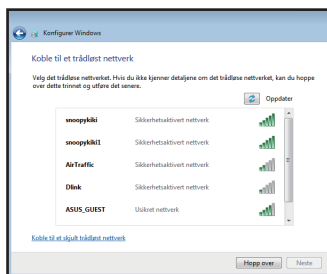 Konfigurer Windows
Koble til et trådløst nettverk
Velg det trådløse nettverket. Hvis du ikke kjenner detaljene om det trådløse nettverket, kan du hoppe
over dette trinnet og utføre det senere.
Oppdater
snoopykiki Sikkerhetsaktivert nettverk
snoopykiki1 Sikkerhetsaktivert nettverk
AirTraffic Sikkerhetsaktivert nettverk
Dlink Sikkerhetsaktivert nettverk
ASUS_GUEST Usikret nettverk
Koble til et skjult trådløst nettverk
Hopp over Neste